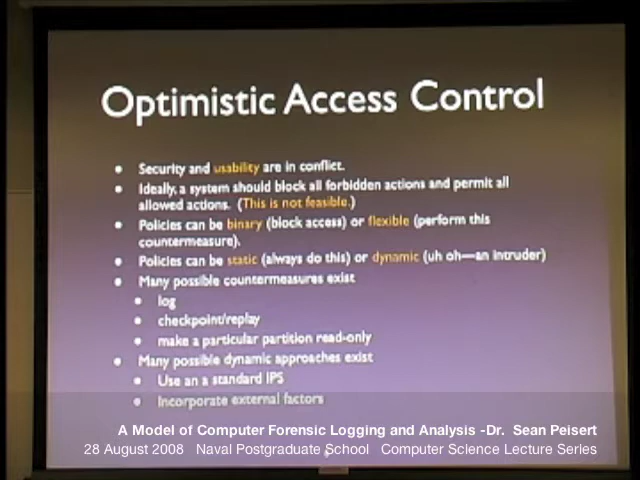 Optimistic Access Control
• Security and usability are in conflict.
• Ideally, a system should block all forbidden actions and permit all
allowed actions. (This is not feasible.)
• Policies can be binary (block access) or flexible (perform this
countermeasure).
• Policies can be static (always do this) or dynamic (uh oh—an intruder)
• Many possible countermeasures exist
• log
• checkpoint/replay
• make a particular partition read-only
• Many possible dynamic approaches exist
• Use an a standard IPS
• Incorporate external factors
A Model of Computer Forensic Logging and Analysis -Dr. Sean Peisert
28 August 2008 Naval Postgraduate School Computer Science Lecture Series